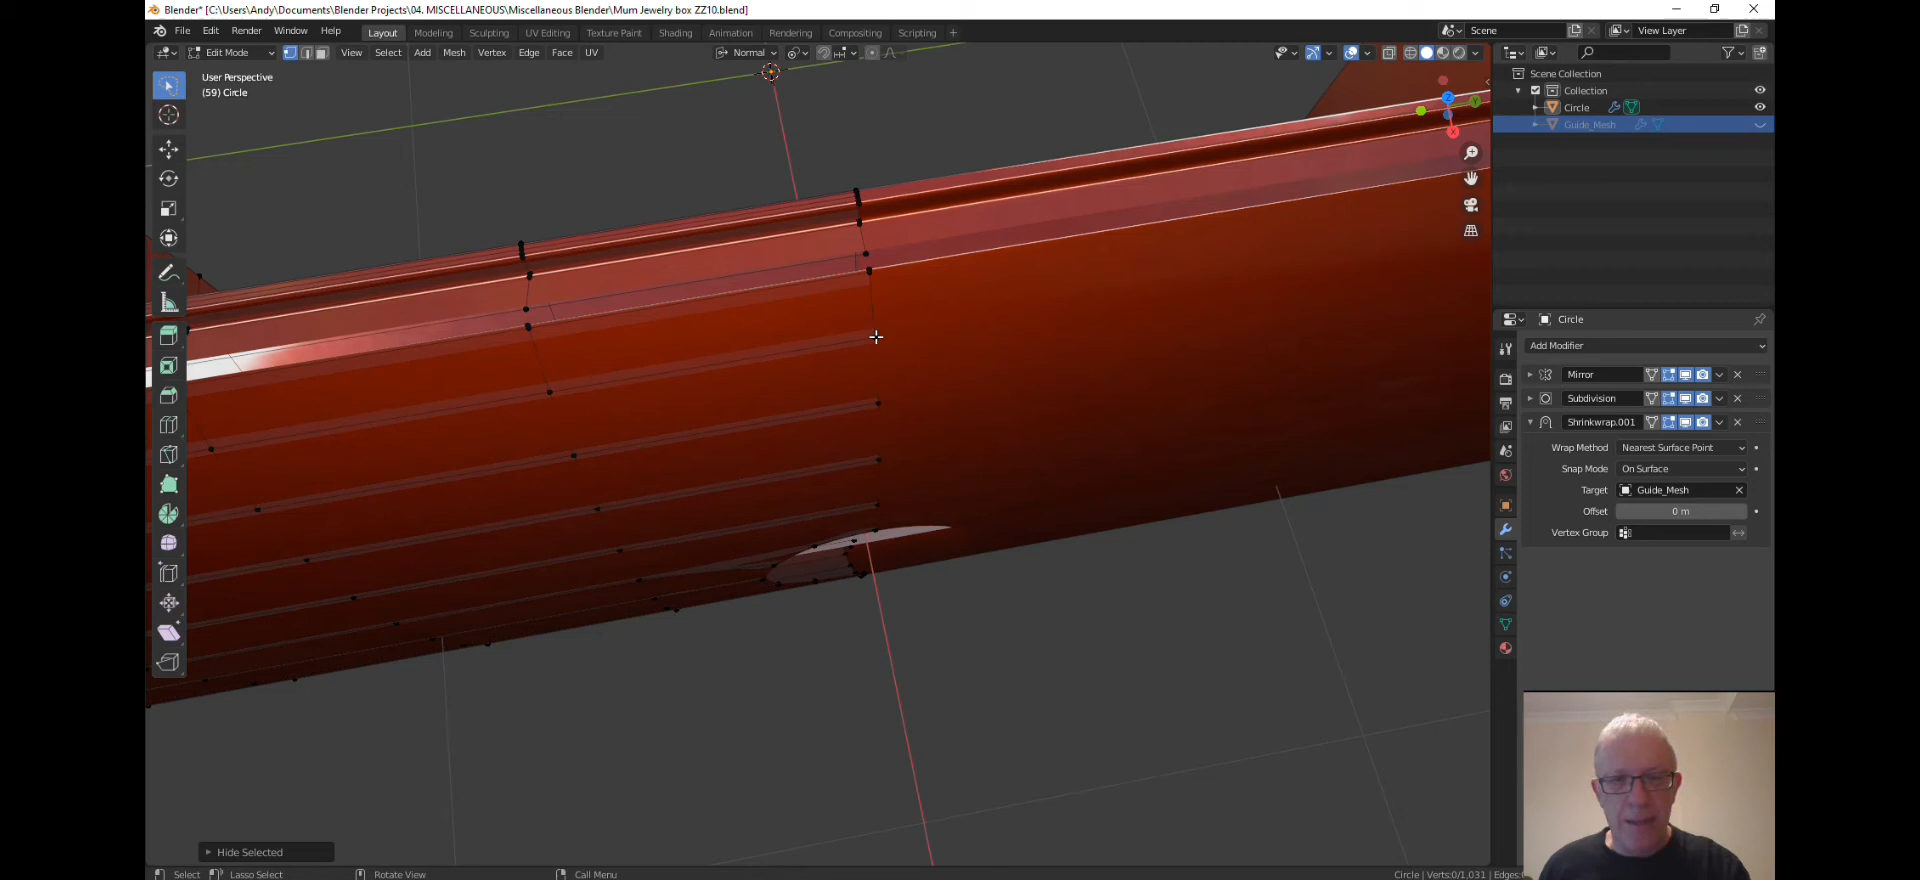 Blender* [C:\Users\Andy\Documents\Blender Projects\04. MISCELLANEOUS\Miscellaneous Blender\Mum Jewelry box ZZ10.blend]
File Edit Render Window Help Layout Modeling Sculpting UV Editing Texture Paint Shading Animation Rendering Compositing Scripting + Scene View Layer
Edit Mode View Select Add Mesh Vertex Edge Face UV Normal
User Perspective
(59) Circle
Scene Collection
Collection
Circle
Guide_Mesh
Z
Y
X
Circle
Add Modifier
Mirror
Subdivision
Shrinkwrap.001
Wrap Method Nearest Surface Point
Snap Mode On Surface
Target Guide_Mesh
Offset 0 m
Vertex Group
Hide Selected
Select Lasso Select Rotate View Call Menu Circle | Verts:0/1,031 | Edges: